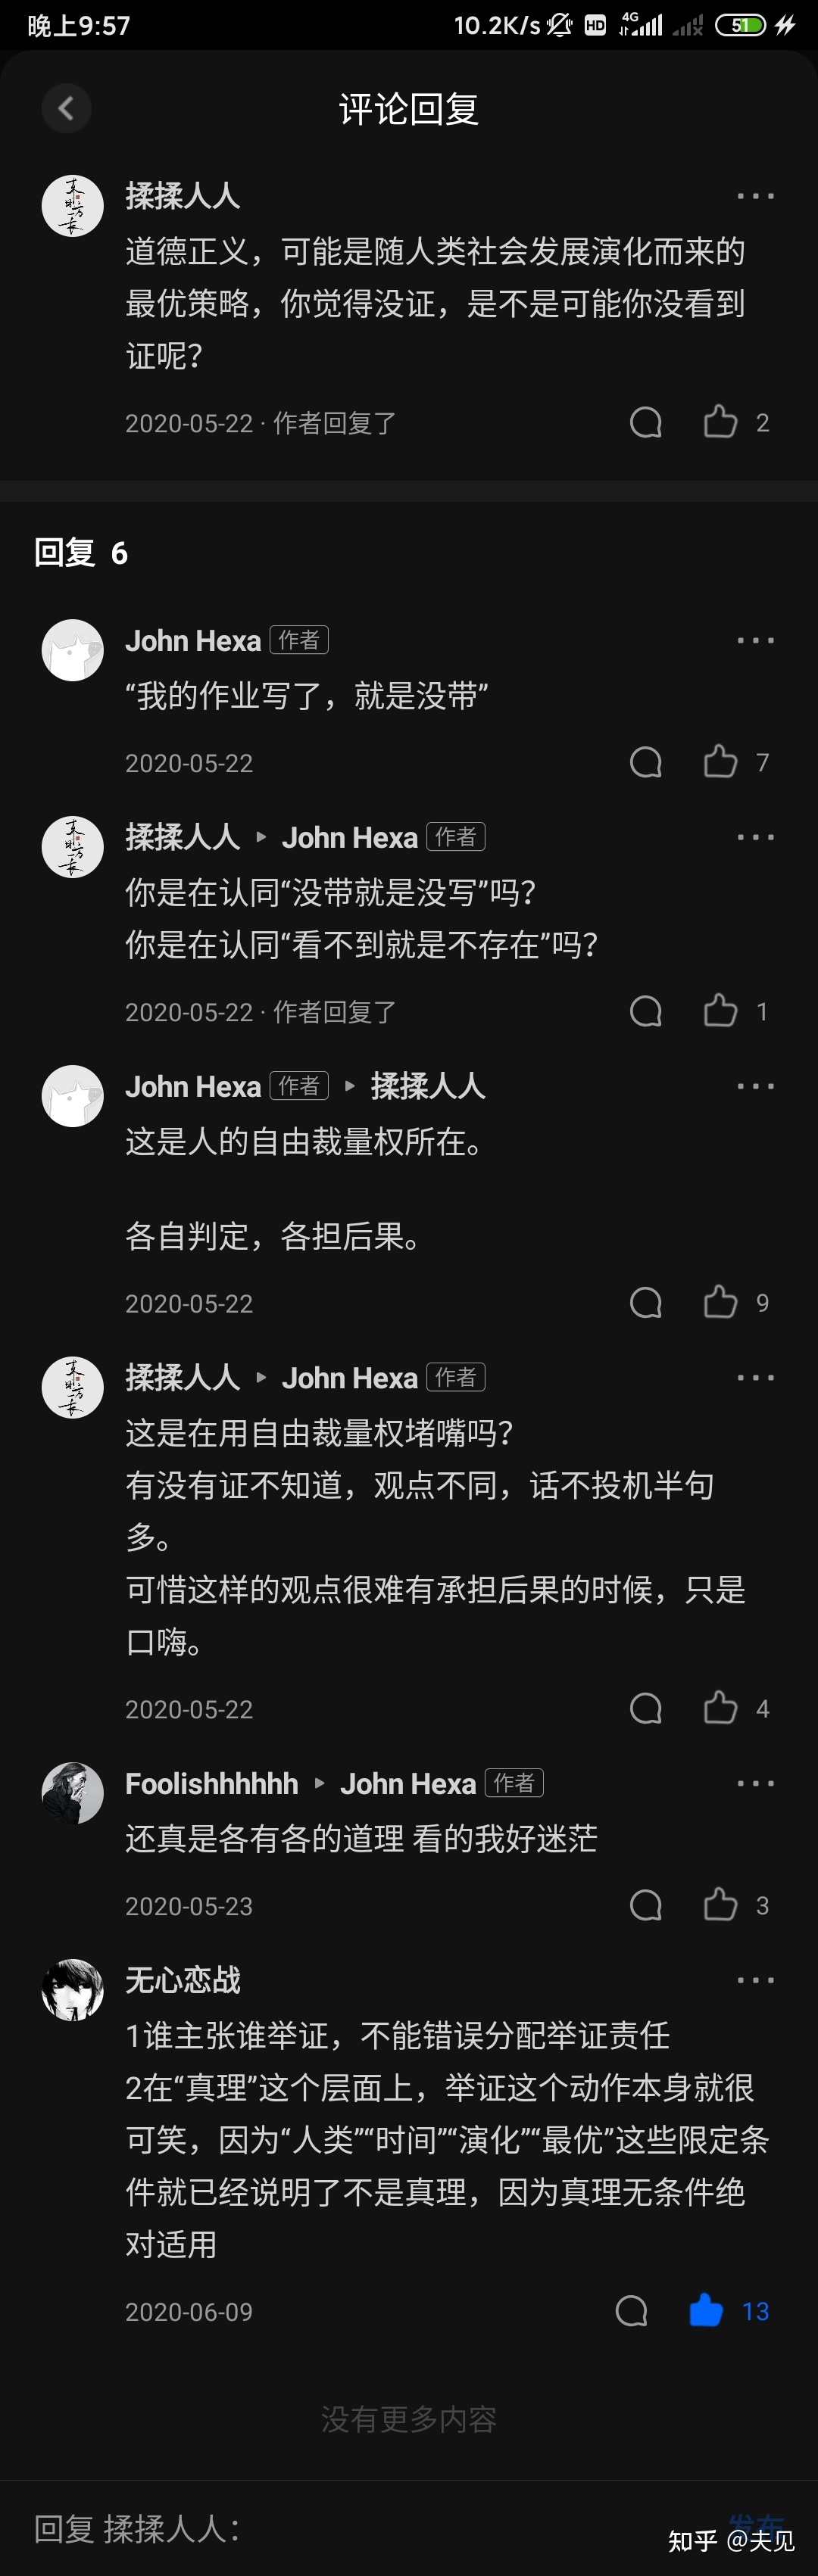 晚上9:57 10.2K/s HD 4G 51
评论回复
揉揉人人
道德正义，可能是随人类社会发展演化而来的
最优策略，你觉得没证，是不是可能你没看到
证呢？
2020-05-22 · 作者回复了 2
回复 6
John Hexa 作者
“我的作业写了，就是没带”
2020-05-22 7
揉揉人人 ▸ John Hexa 作者
你是在认同“没带就是没写”吗？
你是在认同“看不到就是不存在”吗？
2020-05-22 · 作者回复了 1
John Hexa 作者 ▸ 揉揉人人
这是人的自由裁量权所在。
各自判定，各担后果。
2020-05-22 9
揉揉人人 ▸ John Hexa 作者
这是在用自由裁量权堵嘴吗？
有没有证不知道，观点不同，话不投机半句
多。
可惜这样的观点很难有承担后果的时候，只是
口嗨。
2020-05-22 4
Foolishhhhhh ▸ John Hexa 作者
还真是各有各的道理 看的我好迷茫
2020-05-23 3
无心恋战
1谁主张谁举证，不能错误分配举证责任
2在“真理”这个层面上，举证这个动作本身就很
可笑，因为“人类”“时间”“演化”“最优”这些限定条
件就已经说明了不是真理，因为真理无条件绝
对适用
2020-06-09 13
没有更多内容
回复 揉揉人人： 发布
知乎 @夫见